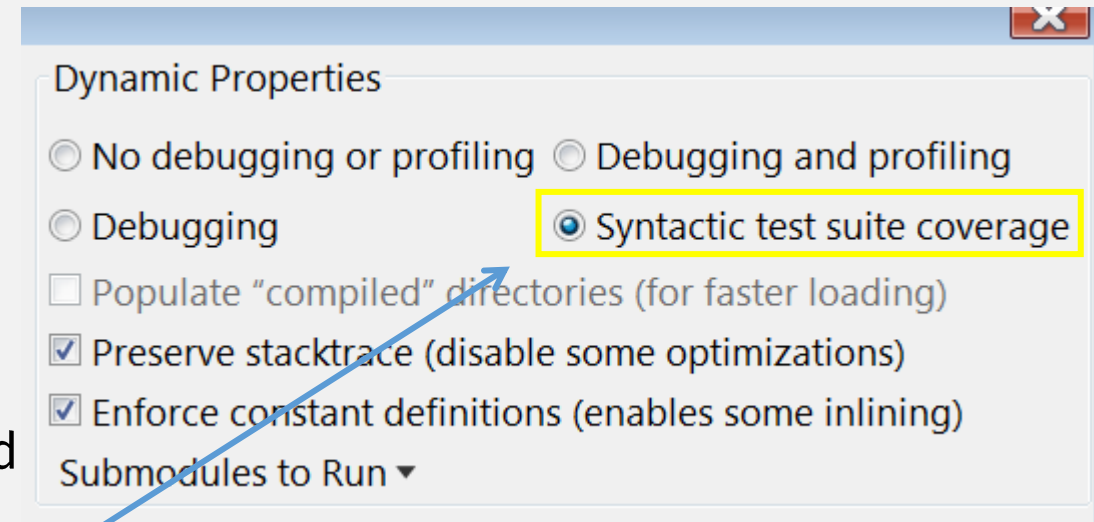 Dynamic Properties
No debugging or profiling Debugging and profiling
Debugging Syntactic test suite coverage
Populate “compiled” directories (for faster loading)
Preserve stacktrace (disable some optimizations)
Enforce constant definitions (enables some inlining)
d
Submodules to Run